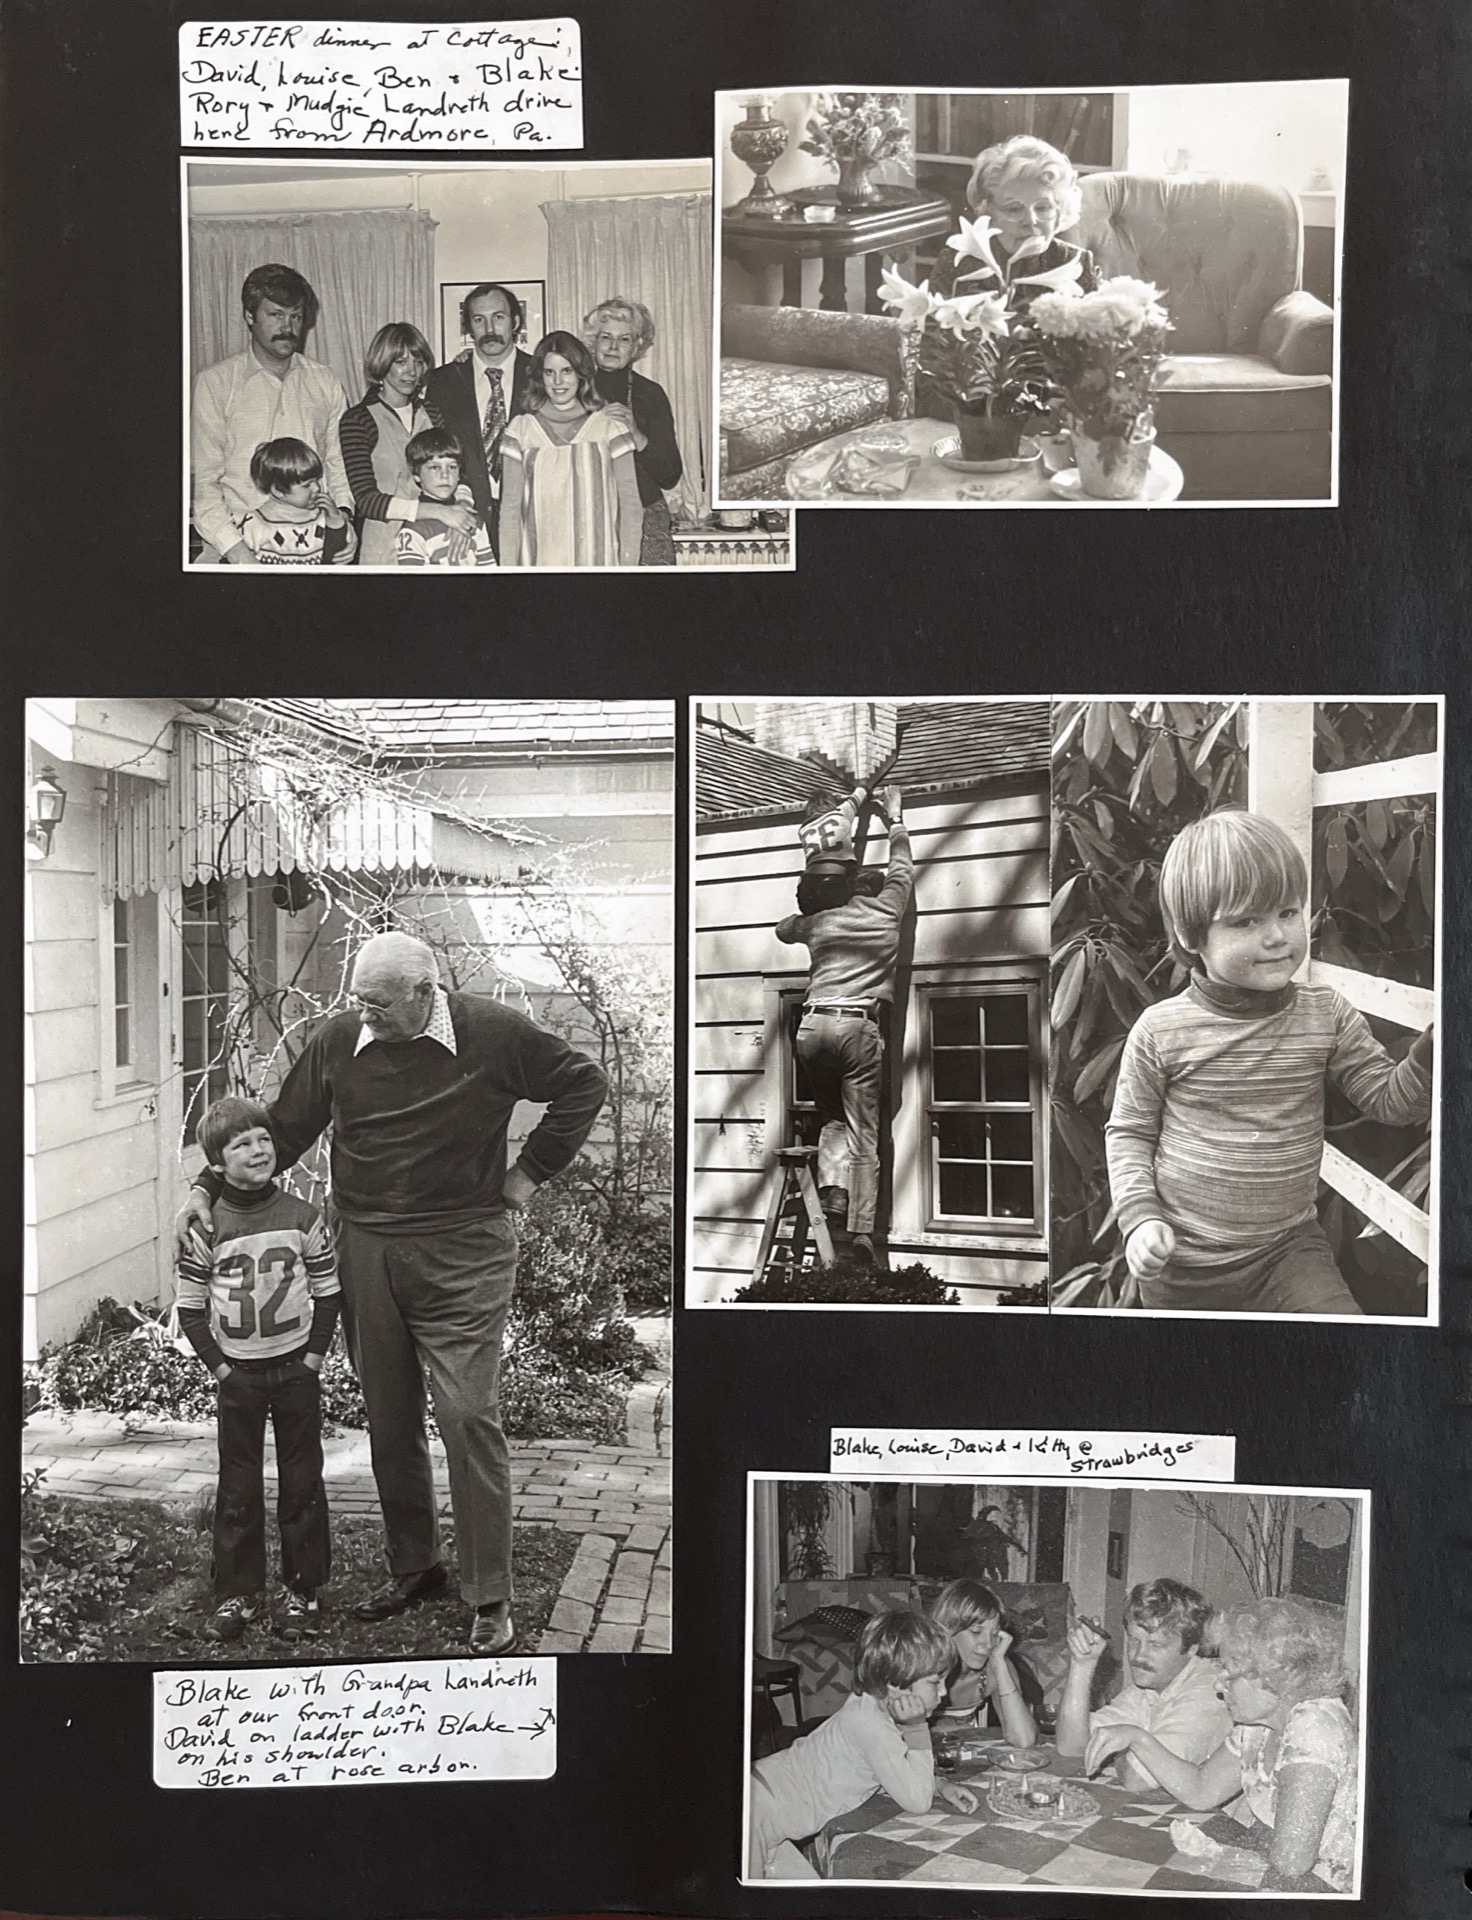 EASTER dinner at Cottage:
David, Louise, Ben + Blake
Rory + Mudgie Landreth drive
here from Ardmore, Pa.
32
32
32
Blake with Grandpa Landreth
at our front door.
David on ladder with Blake →
on his shoulder.
Ben at rose arbor.
Blake, Louise, David + Kitty @
Strawbridges